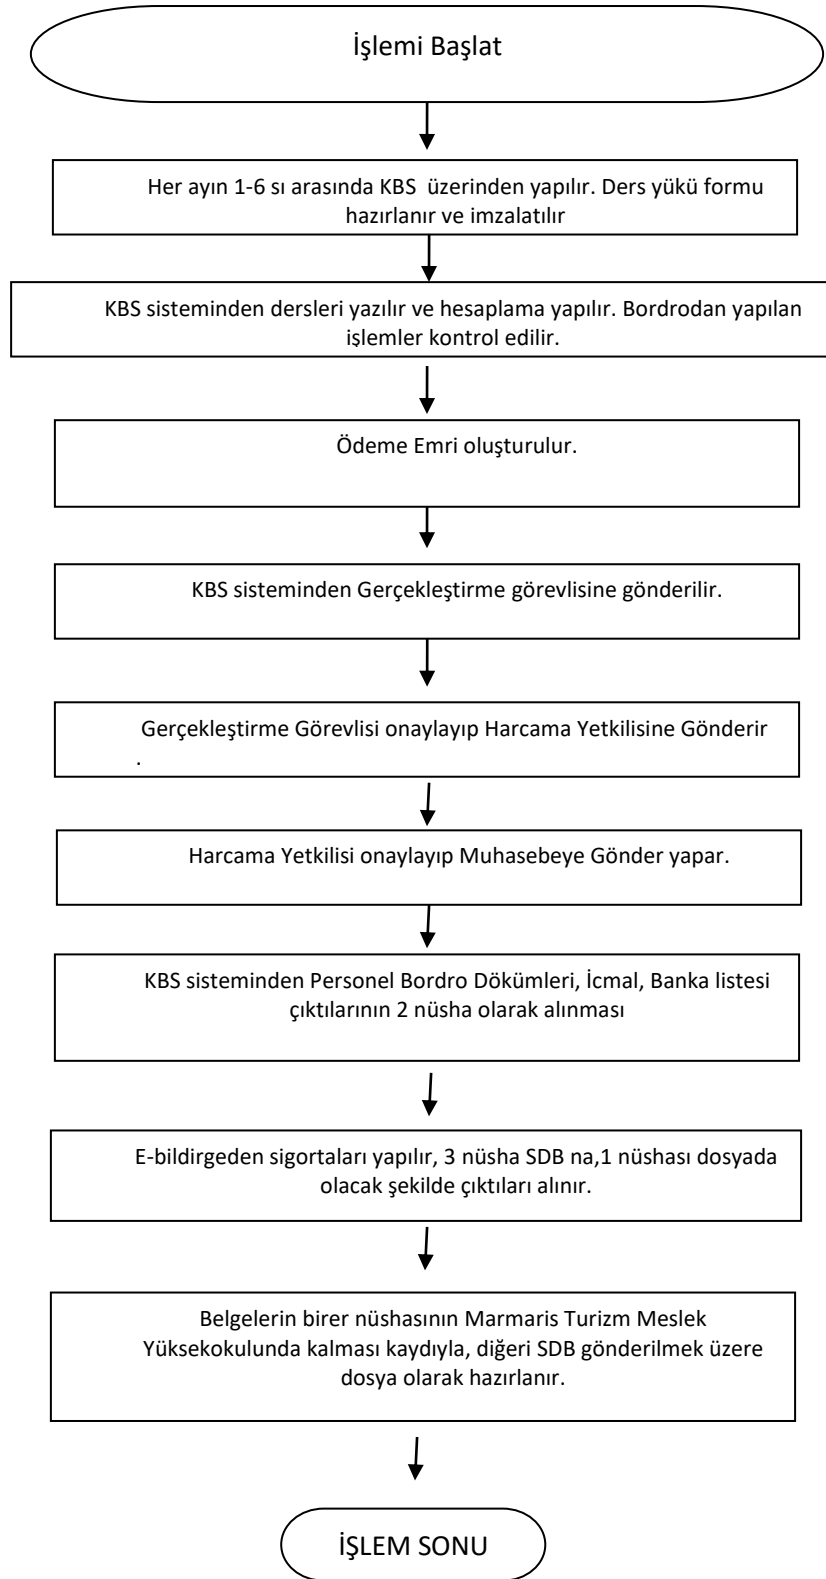 İşlemi Başlat
Her ayın 1-6 sı arasında KBS  üzerinden yapılır. Ders yükü formu
hazırlanır ve imzalatılır
KBS sisteminden dersleri yazılır ve hesaplama yapılır. Bordrodan yapılan
işlemler kontrol edilir.
Ödeme Emri oluşturulur.
KBS sisteminden Gerçekleştirme görevlisine gönderilir.
Gerçekleştirme Görevlisi onaylayıp Harcama Yetkilisine Gönderir
.
Harcama Yetkilisi onaylayıp Muhasebeye Gönder yapar.
KBS sisteminden Personel Bordro Dökümleri, İcmal, Banka listesi
çıktılarının 2 nüsha olarak alınması
E-bildirgeden sigortaları yapılır, 3 nüsha SDB na,1 nüshası dosyada
olacak şekilde çıktıları alınır.
Belgelerin birer nüshasının Marmaris Turizm Meslek
Yüksekokulunda kalması kaydıyla, diğeri SDB gönderilmek üzere
dosya olarak hazırlanır.
İŞLEM SONU